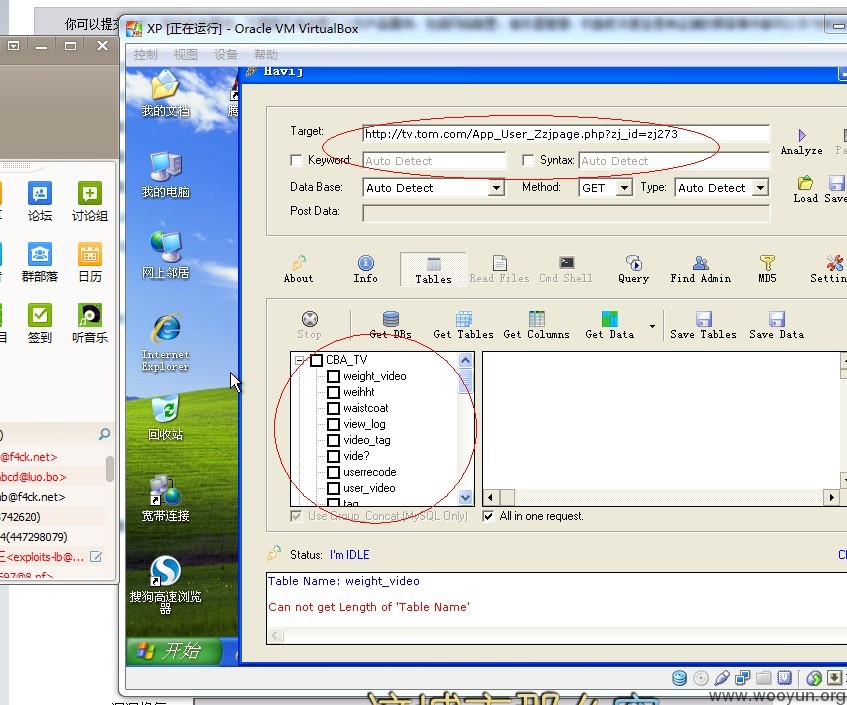 你可以提交
XP [正在运行] - Oracle VM VirtualBox
控制 视图 设备 帮助
Havij
我的文档
我的电脑
网上邻居
Internet Explorer
回收站
宽带连接
搜狗高速浏览器
开始
论坛
讨论组
群部落
日历
签到
听音乐
@f4ck.net>
abcd@luo.bo>
b@f4ck.net>
742620)
4(447298079)
<exploits-lb@...
597@8.nf>
Target: http://tv.tom.com/App_User_Zzjpage.php?zj_id=zj273
Keyword: Auto Detect Syntax: Auto Detect
Data Base: Auto Detect Method: GET Type: Auto Detect
Post Data:
Analyze
Load Save
About Info Tables Read Files Cmd Shell Query Find Admin MD5 Settin
Stop Get DBs Get Tables Get Columns Get Data Save Tables Save Data
CBA_TV
weight_video
weihht
waistcoat
view_log
video_tag
vide?
userrecode
user_video
tag
Use Group_Concat (MySQL Only) All in one request.
Status: I'm IDLE
Table Name: weight_video
Can not get Length of 'Table Name'
www.wooyun.org